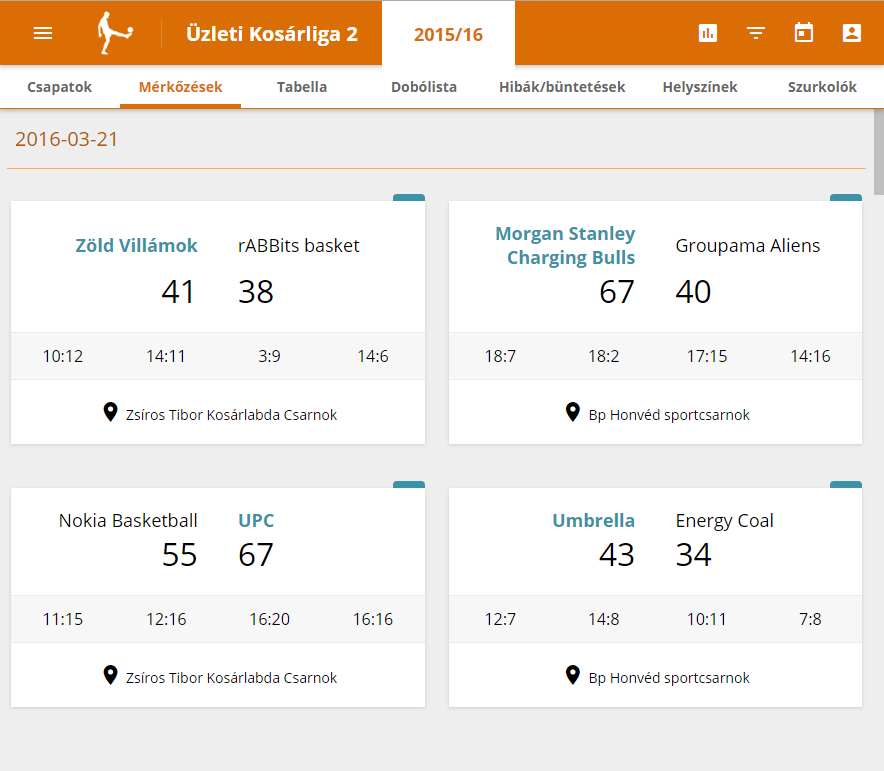 Üzleti Kosárliga 2 2015/16
Csapatok Mérkőzések Tabella Dobólista Hibák/büntetések Helyszínek Szurkolók
2016-03-21
Zöld Villámok rABBits basket
41 38
10:12 14:11 3:9 14:6
Zsíros Tibor Kosárlabda Csarnok
Morgan Stanley
Charging Bulls Groupama Aliens
67 40
18:7 18:2 17:15 14:16
Bp Honvéd sportcsarnok
Nokia Basketball UPC
55 67
11:15 12:16 16:20 16:16
Zsíros Tibor Kosárlabda Csarnok
Umbrella Energy Coal
43 34
12:7 14:8 10:11 7:8
Bp Honvéd sportcsarnok